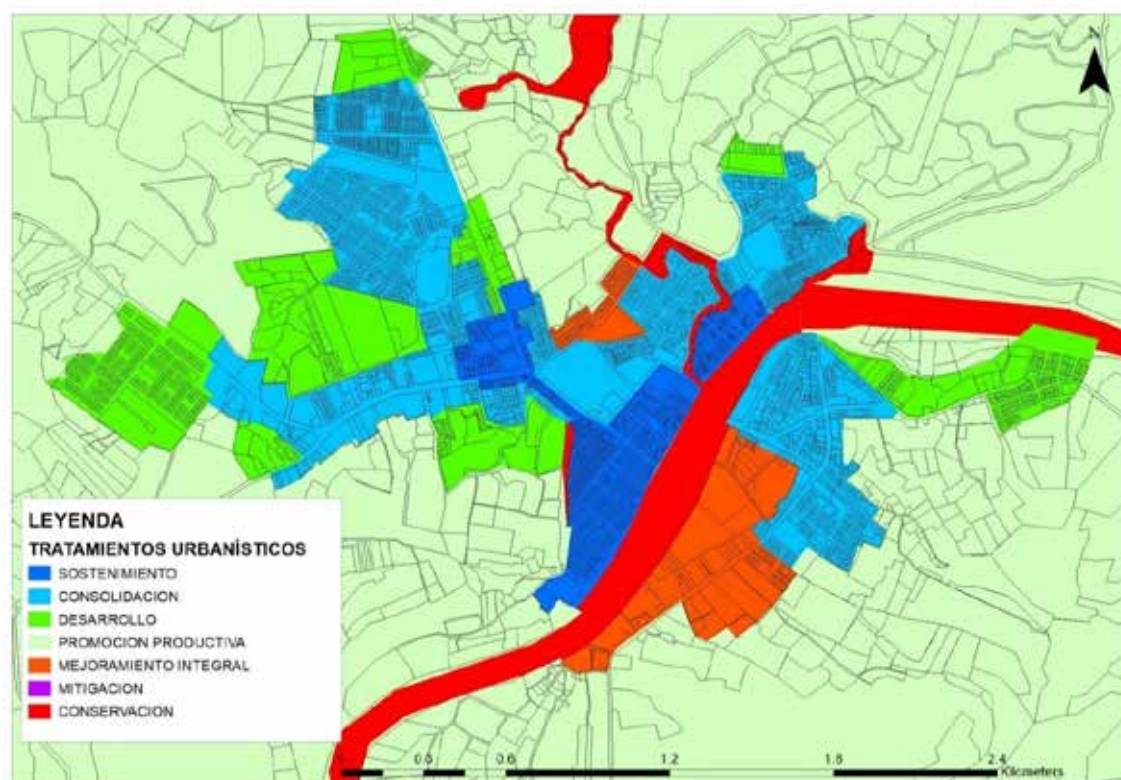 N
LEYENDA
TRATAMIENTOS URBANÍSTICOS
SOSTENIMIENTO
CONSOLIDACION
DESARROLLO
PROMOCION PRODUCTIVA
MEJORAMIENTO INTEGRAL
MITIGACION
CONSERVACION
0.6 1.2 1.8 2.4
Kilometers